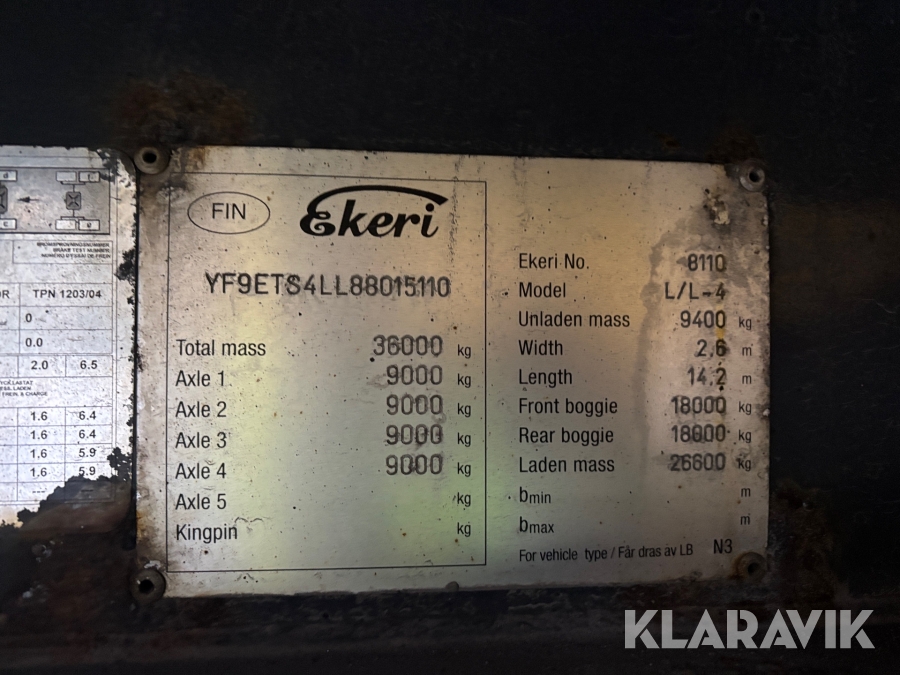 FIN
Ekeri
YF9ETS4LL88015110
Total mass 36000 kg
Axle 1 9000 kg
Axle 2 9000 kg
Axle 3 9000 kg
Axle 4 9000 kg
Axle 5 kg
Kingpin kg
Ekeri No. 8110
Model L/L-4
Unladen mass 9400 kg
Width 2.6 m
Length 14.2 m
Front boggie 18000 kg
Rear boggie 18000 kg
Laden mass 26600 kg
bmin m
bmax m
For vehicle type / Får dras av LB N3
BRAKE TEST NUMBER
OR TPN 1203/04
0
0.0
2.0 6.5
1.6 6.4
1.6 6.4
1.6 5.9
1.6 5.9
KLARAVIK